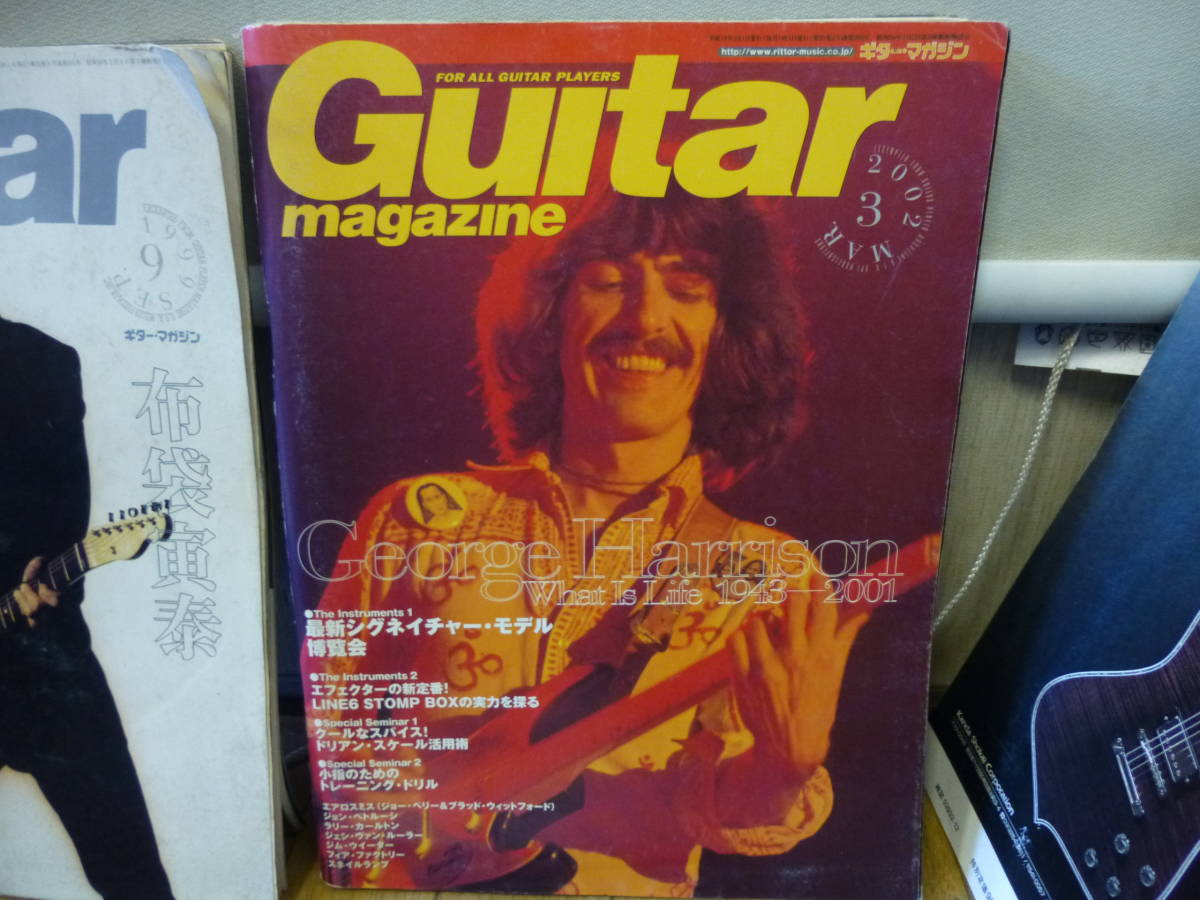 ar
1999
9
SEP.
ギター・マガジン
布袋寅泰
http://www.rittor-music.co.jp/
ギター・マガジン
FOR ALL GUITAR PLAYERS
Guitar
magazine
2002
3
MAR.
George Harrison
What Is Life 1943—2001
●The Instruments 1
最新シグネイチャー・モデル
博覧会
●The Instruments 2
エフェクターの新定番!
LINE6 STOMP BOXの実力を探る
●Special Seminar 1
クールなスパイス!
ドリアン・スケール活用術
●Special Seminar 2
小指のための
トレーニング・ドリル
エアロスミス(ジョー・ペリー&ブラッド・ウィットフォード)
ジョン・ペトルーシ
ラリー・カールトン
ジェシ・ヴァン・ルーラー
ジム・ウイーダー
フィア・ファクトリー
スネイルランプ
Corporation